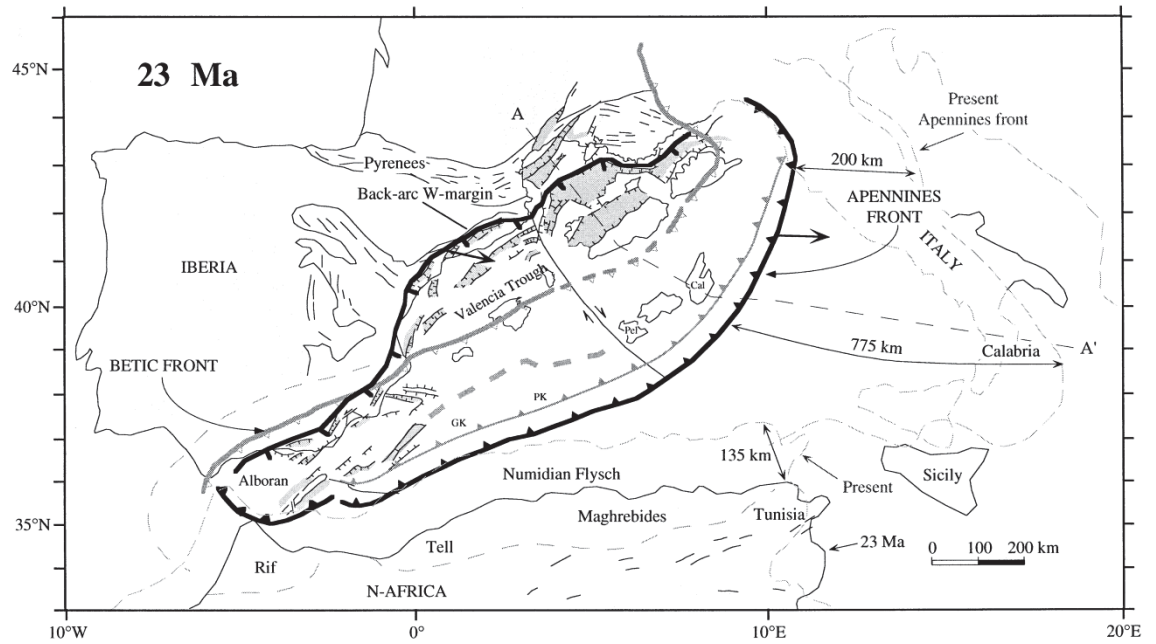 45°N
40°N
35°N
23 Ma
A
Pyrenees
Back-arc W-margin
IBERIA
Valencia Trough
BETIC FRONT
Alboran
Cal
Pel
PK
GK
Present
Apennines front
200 km
APENNINES
FRONT
ITALY
775 km
Calabria
A'
Numidian Flysch
135 km
Present
Sicily
Maghrebides
Tunisia
Tell
23 Ma
Rif
N-AFRICA
0 100 200 km
10°W 0° 10°E 20°E